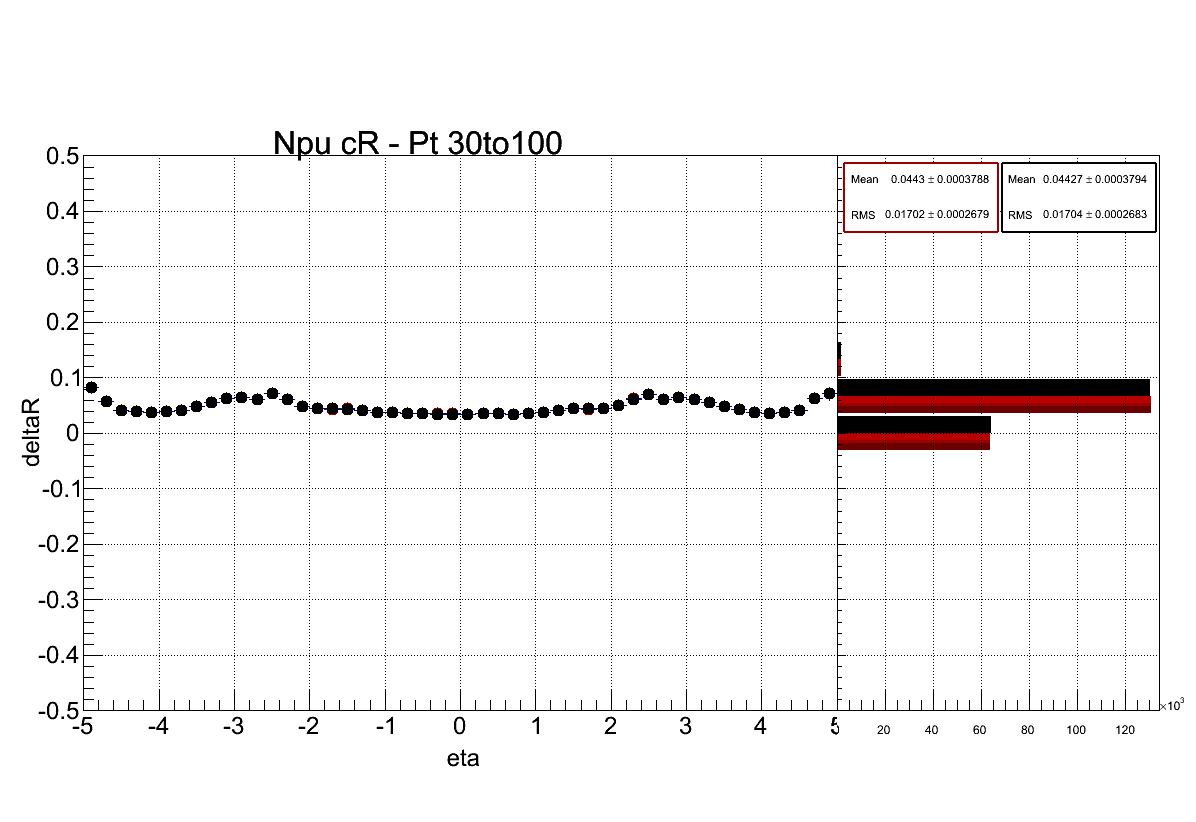 Npu cR - Pt 30to100
0.5
0.4
0.3
0.2
0.1
0
-0.1
-0.2
-0.3
-0.4
-0.5
deltaR
-5 -4 -3 -2 -1 0 1 2 3 4 5
eta
Mean 0.0443 ± 0.0003788
RMS 0.01702 ± 0.0002679
Mean 0.04427 ± 0.0003794
RMS 0.01704 ± 0.0002683
20 40 60 80 100 120
×10³